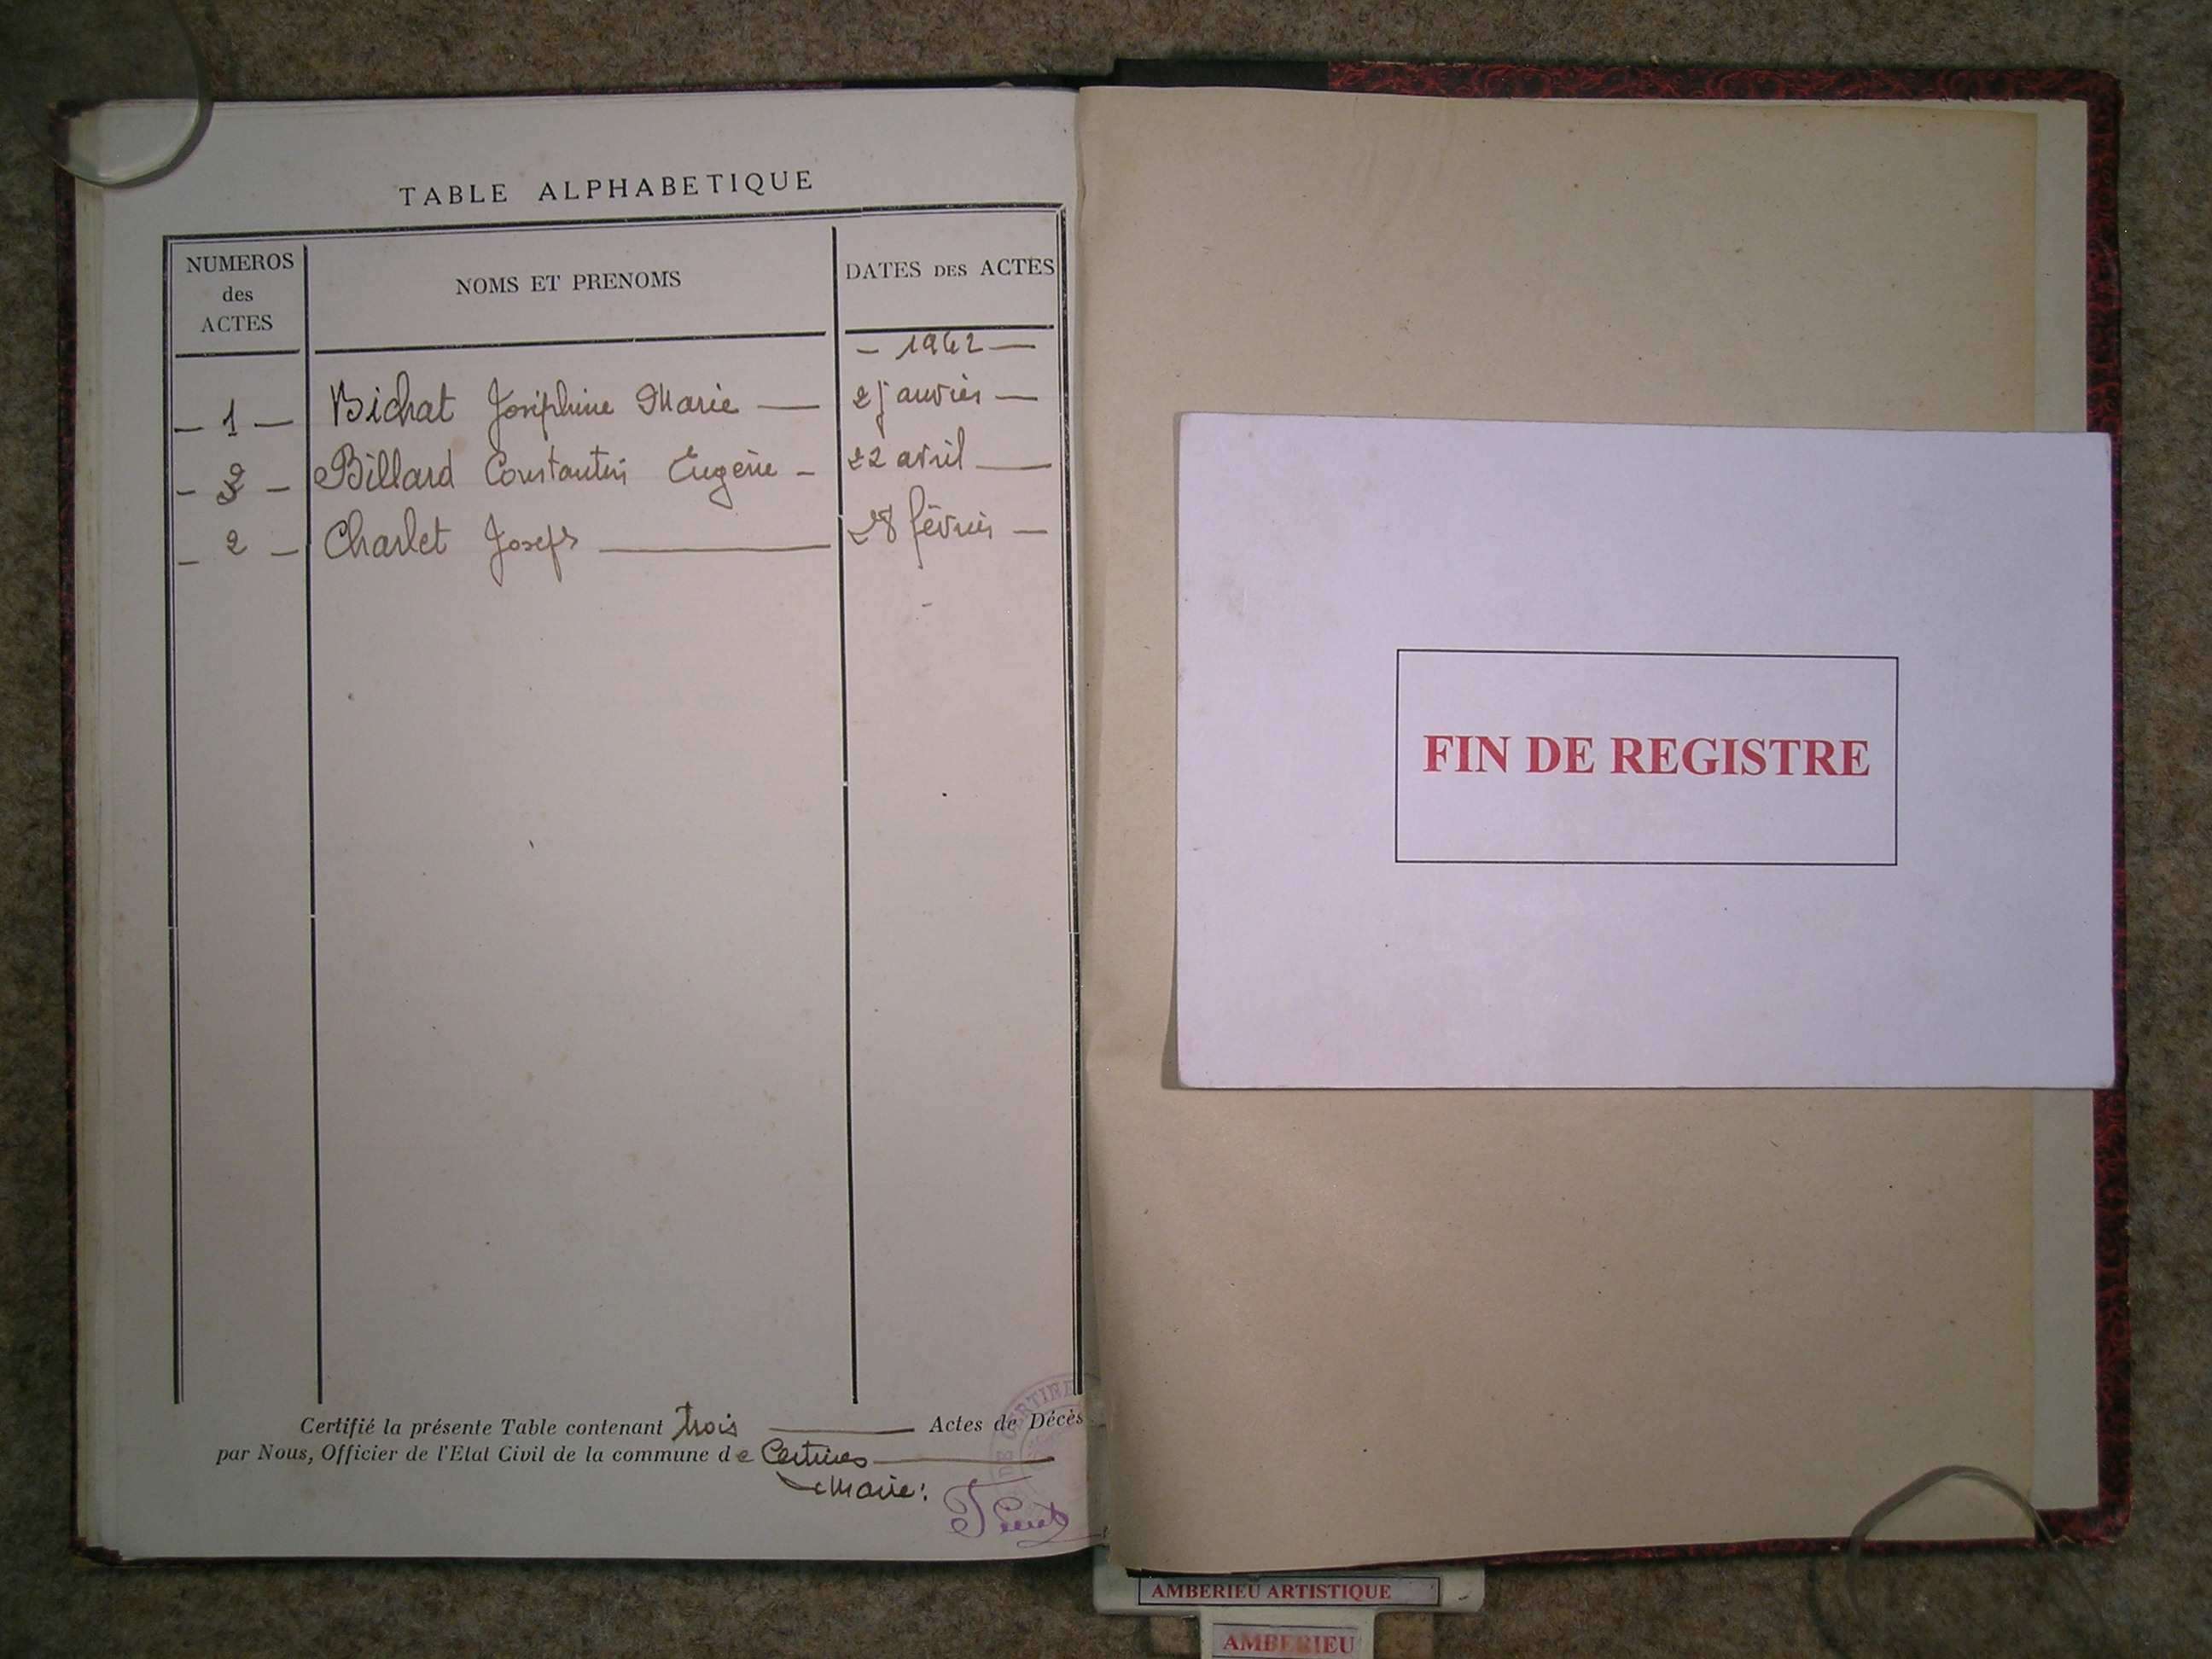 TABLE ALPHABETIQUE
NUMEROS des ACTES
NOMS ET PRENOMS
DATES DES ACTES
- 1942 -
- 1 - Bichat Joséphine Marie - 2 janvier -
- 3 - Billard Constantin Eugène - 22 avril -
- 2 - Charlet Joseph - 28 février -
Certifié la présente Table contenant trois Actes de Décès
par Nous, Officier de l'Etat Civil de la commune de Certines
Maire:
FIN DE REGISTRE
AMBERIEU ARTISTIQUE
AMBERIEU